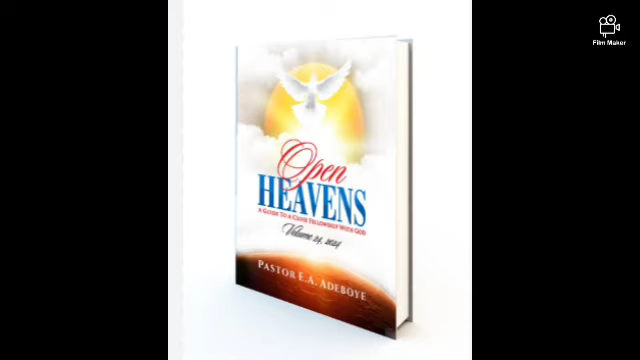 Open
HEAVENS
A GUIDE TO A CLOSE FELLOWSHIP WITH GOD
Volume 24, 2024
PASTOR E.A. ADEBOYE
Film Maker